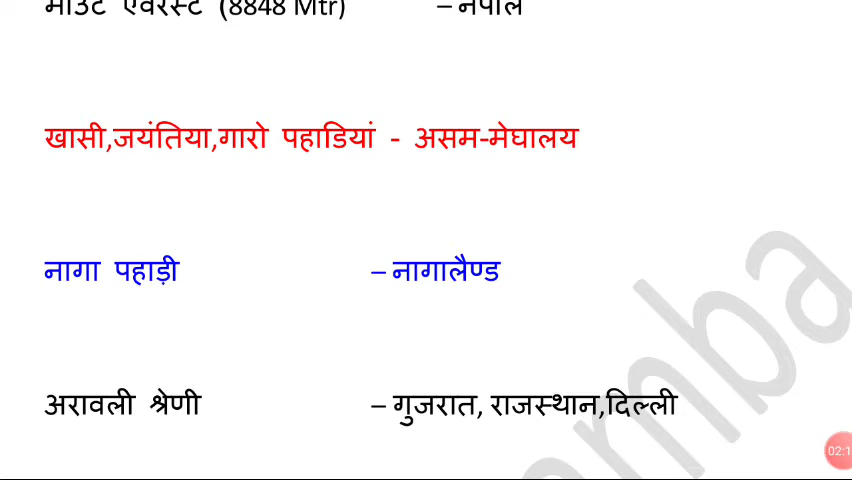 माउंट एवरेस्ट (8848 Mtr) – नेपाल
खासी,जयंतिया,गारो पहाडियां - असम-मेघालय
नागा पहाड़ी – नागालैण्ड
अरावली श्रेणी – गुजरात, राजस्थान,दिल्ली